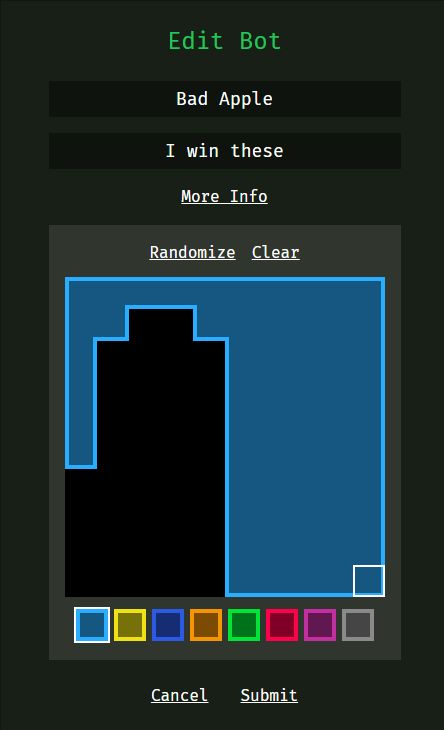 Edit Bot
Bad Apple
I win these
More Info
Randomize Clear
Cancel Submit